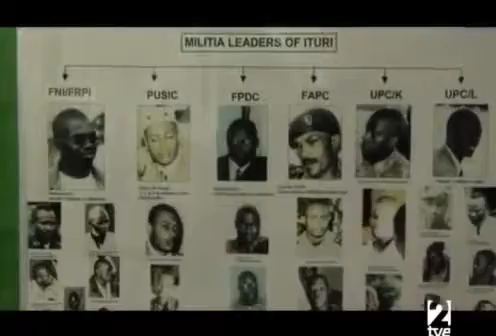 MILITIA LEADERS OF ITURI
FNI/FRPI
PUSIC
FPDC
FAPC
UPC/K
UPC/L
2
tve